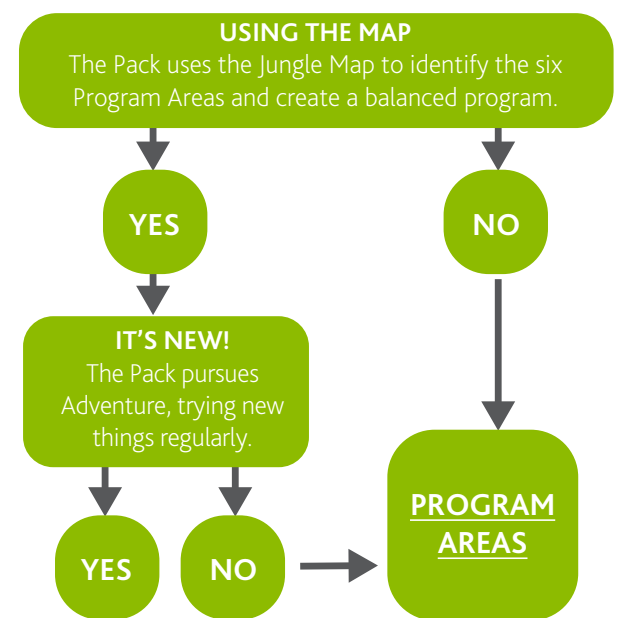 USING THE MAP
The Pack uses the Jungle Map to identify the six
Program Areas and create a balanced program.
YES
NO
IT'S NEW!
The Pack pursues
Adventure, trying new
things regularly.
PROGRAM
AREAS
YES
NO